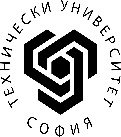 ТЕХНИЧЕСКИ УНИВЕРСИТЕТ
СОФИЯ